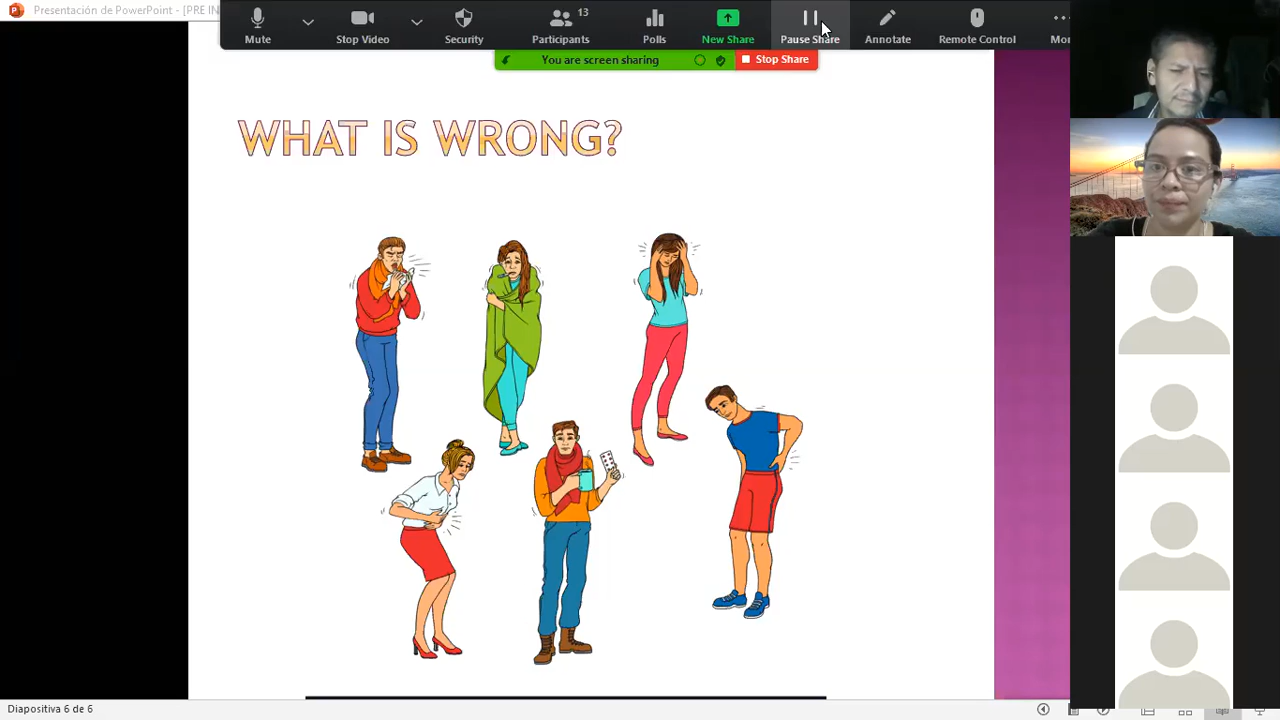 Presentación de PowerPoint - [PRE IN
13
Mute
Stop Video
Security
Participants
Polls
New Share
Pause Share
Annotate
Remote Control
Mor
You are screen sharing
Stop Share
WHAT IS WRONG?
Diapositiva 6 de 6